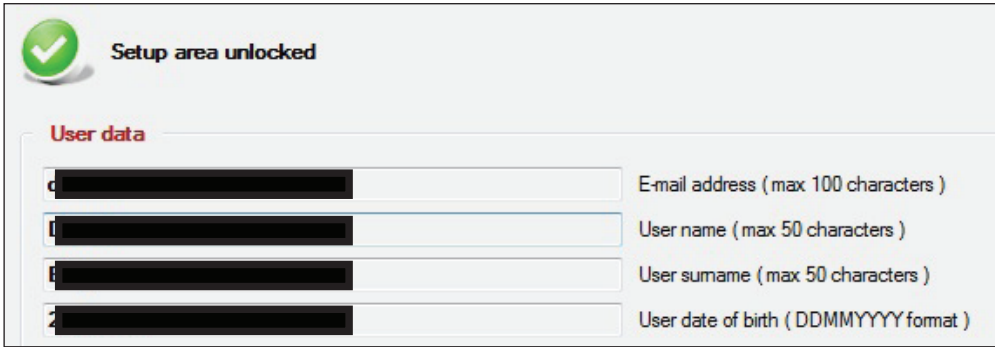 Setup area unlocked
User data
E-mail address ( max 100 characters )
User name ( max 50 characters )
User surname ( max 50 characters )
User date of birth ( DDMMYYYY format )